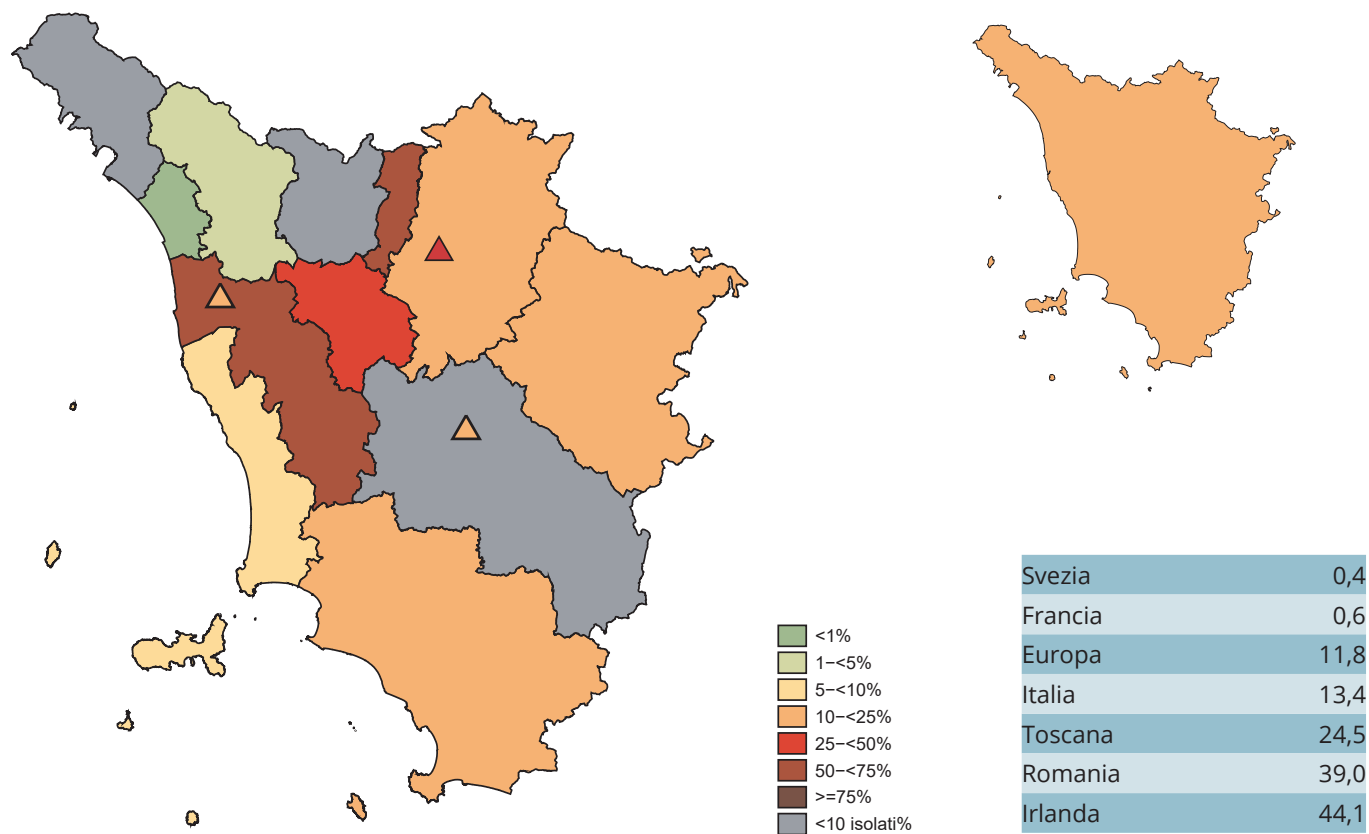 <1%
1–<5%
5–<10%
10–<25%
25–<50%
50–<75%
>=75%
<10 isolati%
Svezia 0,4
Francia 0,6
Europa 11,8
Italia 13,4
Toscana 24,5
Romania 39,0
Irlanda 44,1